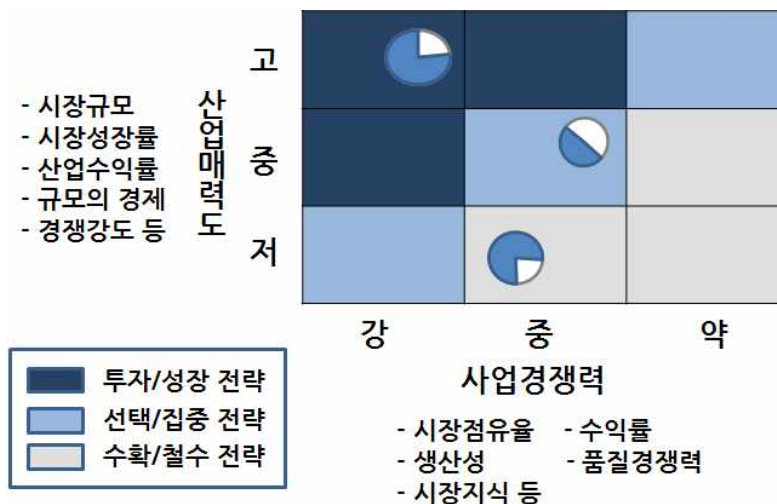 고
- 시장규모
- 시장성장률
- 산업수익률
- 규모의 경제
- 경쟁강도 등
산업매력도
중
저
강 중 약
사업경쟁력
투자/성장 전략
선택/집중 전략
수확/철수 전략
- 시장점유율 - 수익률
- 생산성 - 품질경쟁력
- 시장지식 등